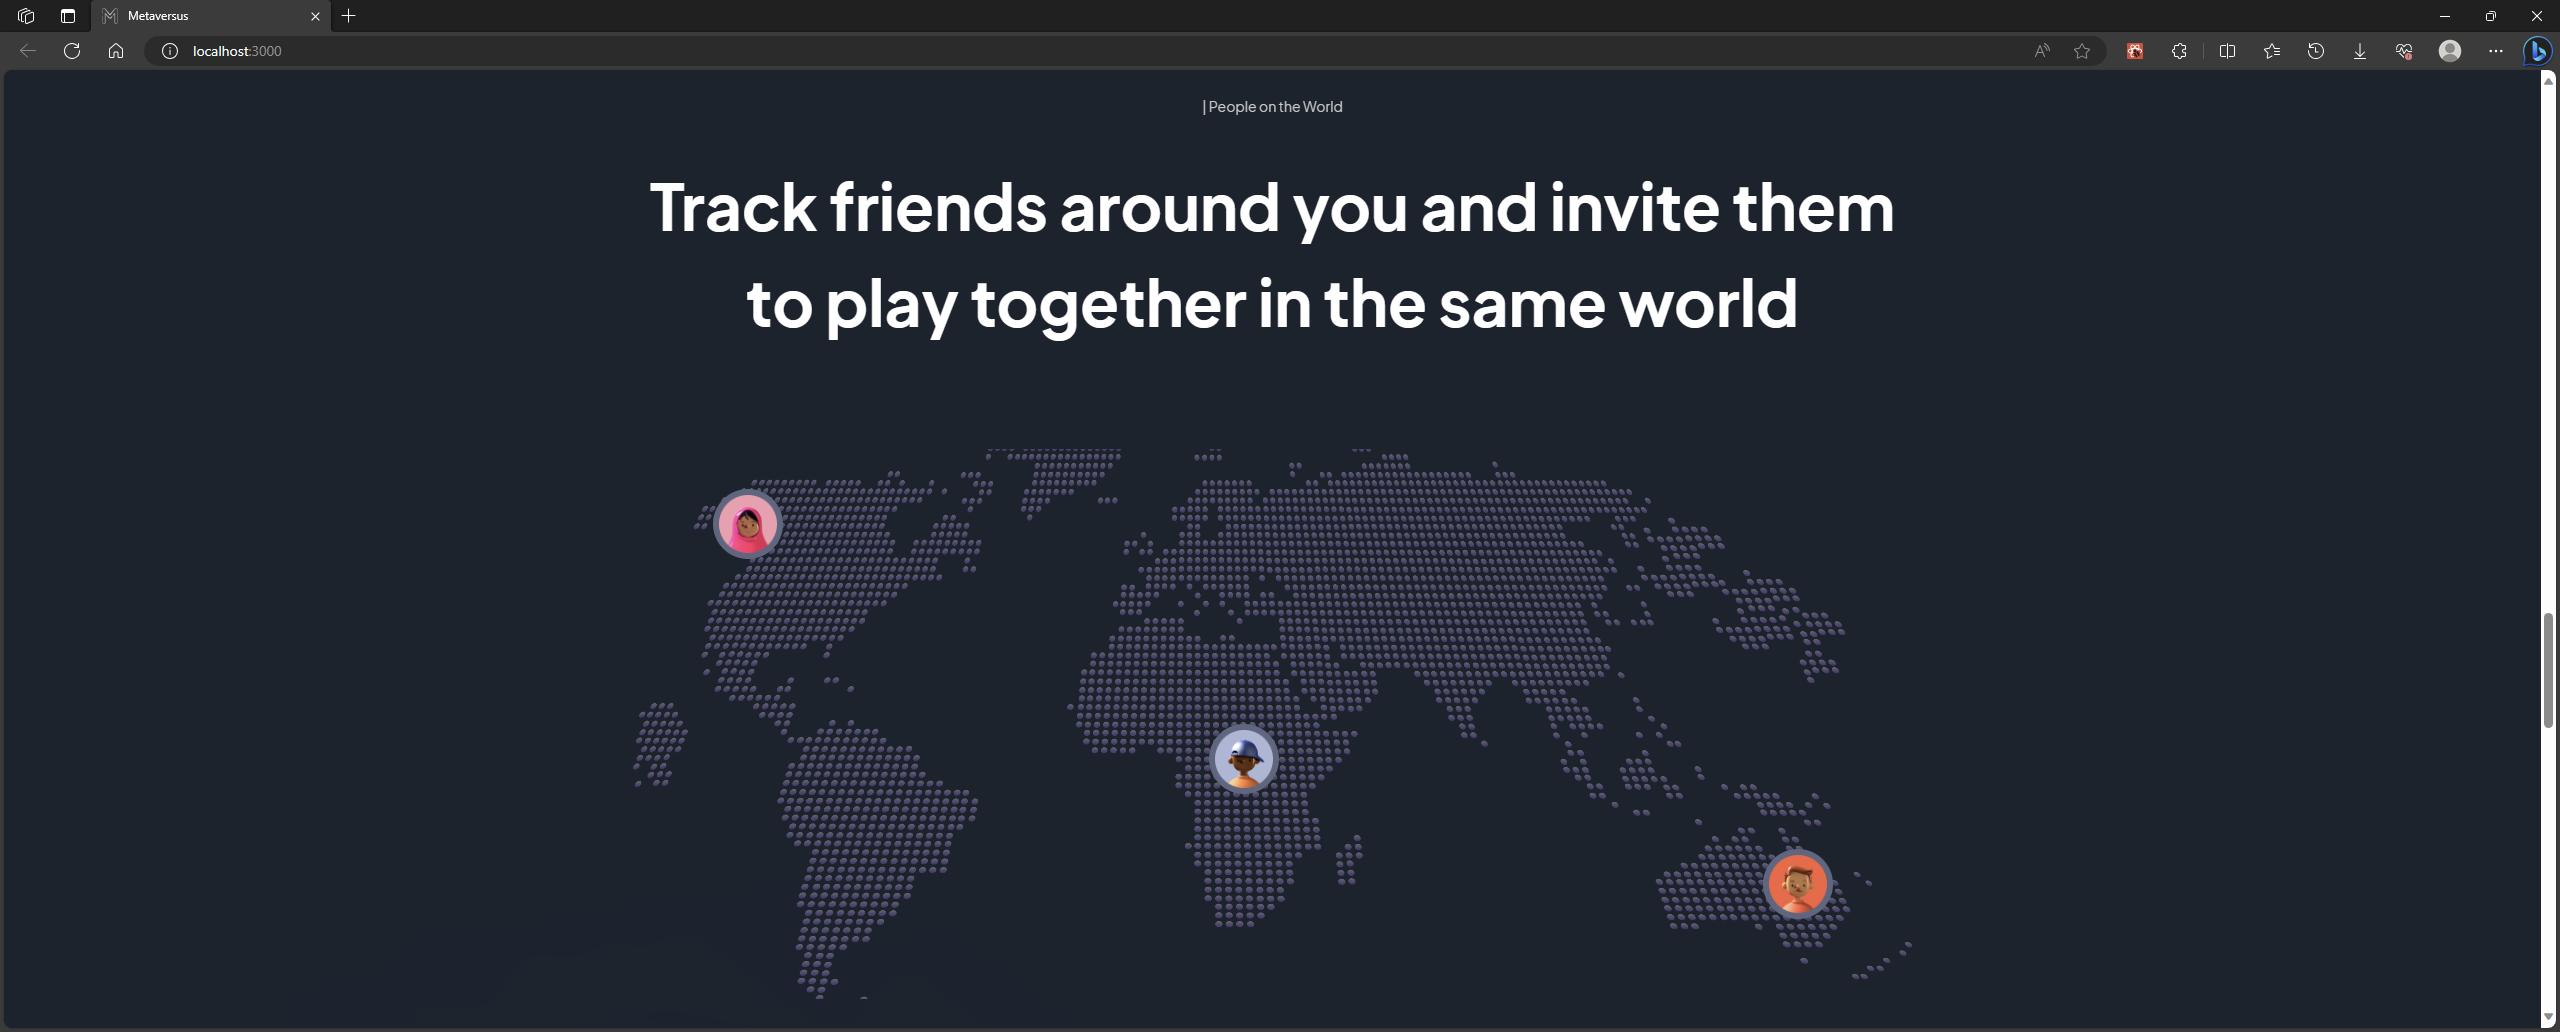 Metaversus
localhost:3000
| People on the World
Track friends around you and invite them
to play together in the same world